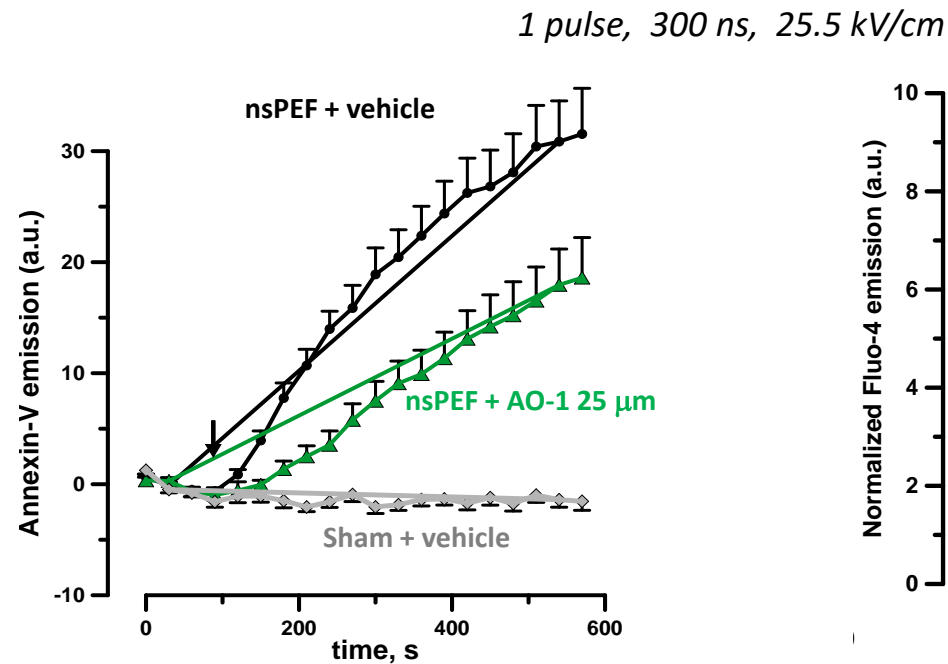 1 pulse, 300 ns, 25.5 kV/cm
nsPEF + vehicle
Annexin-V emission (a.u.)
30
20
10
0
-10
nsPEF + AO-1 25 μm
Sham + vehicle
0
200
400
600
time, s
Normalized Fluo-4 emission (a.u.)
10
8
6
4
2
0